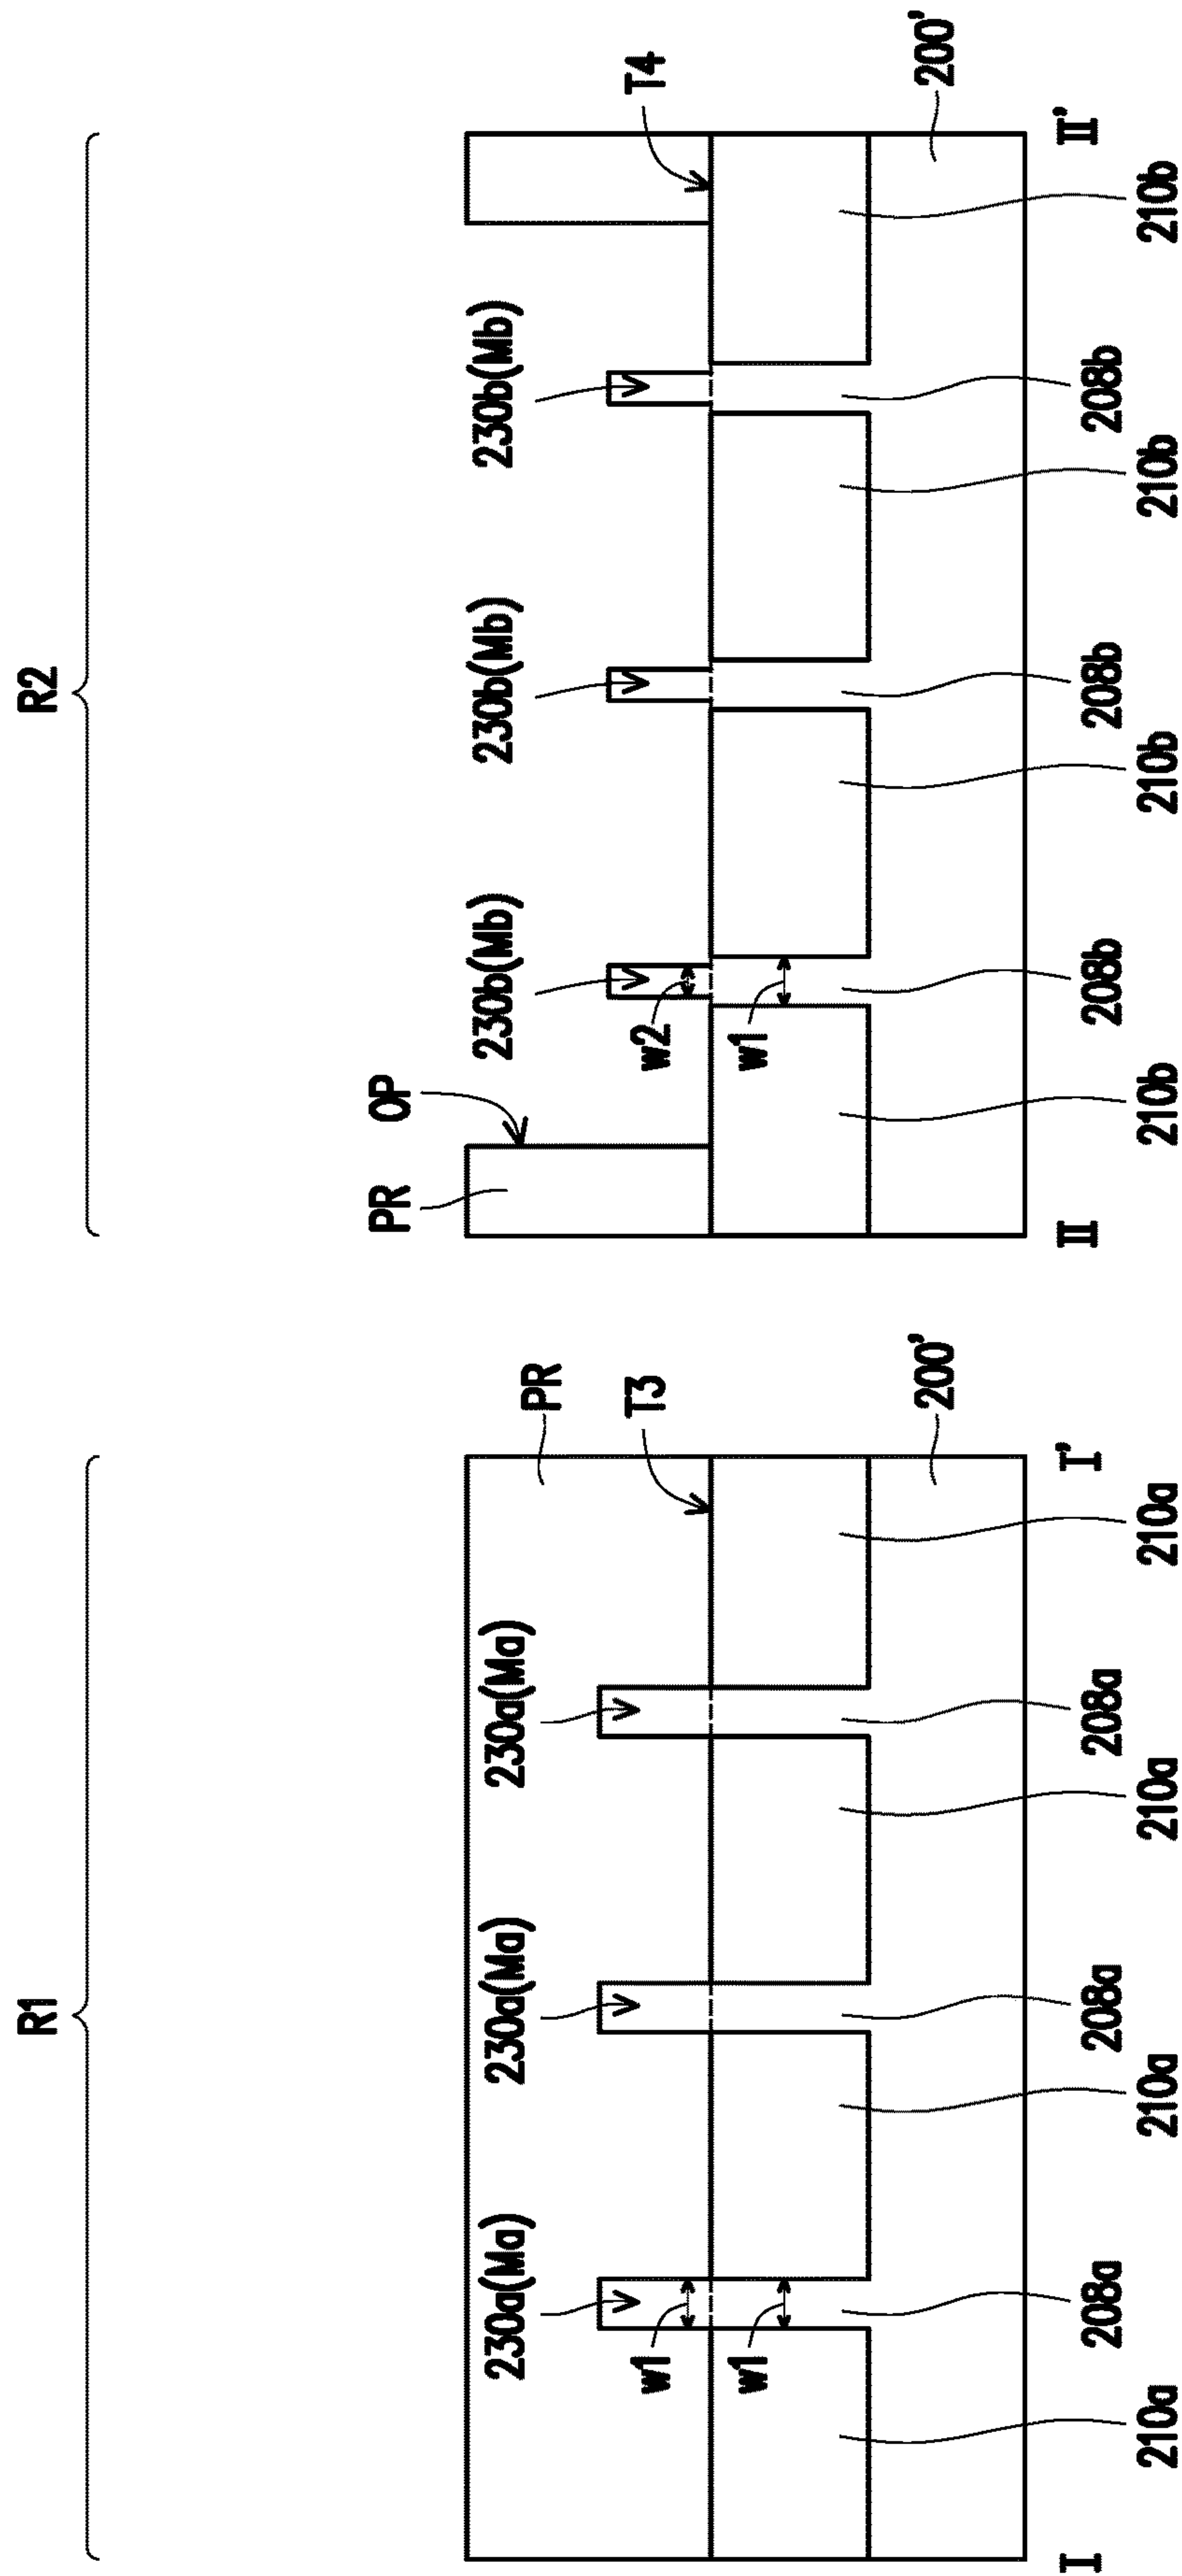 R1
230a(Ma)
230a(Ma)
230a(Ma)
PR
w1
T3
w1
200'
I
I'
208a
208a
208a
210a
210a
210a
210a
R2
PR
OP
230b(Mb)
230b(Mb)
230b(Mb)
w2
T4
w1
200'
II
II'
208b
208b
208b
210b
210b
210b
210b